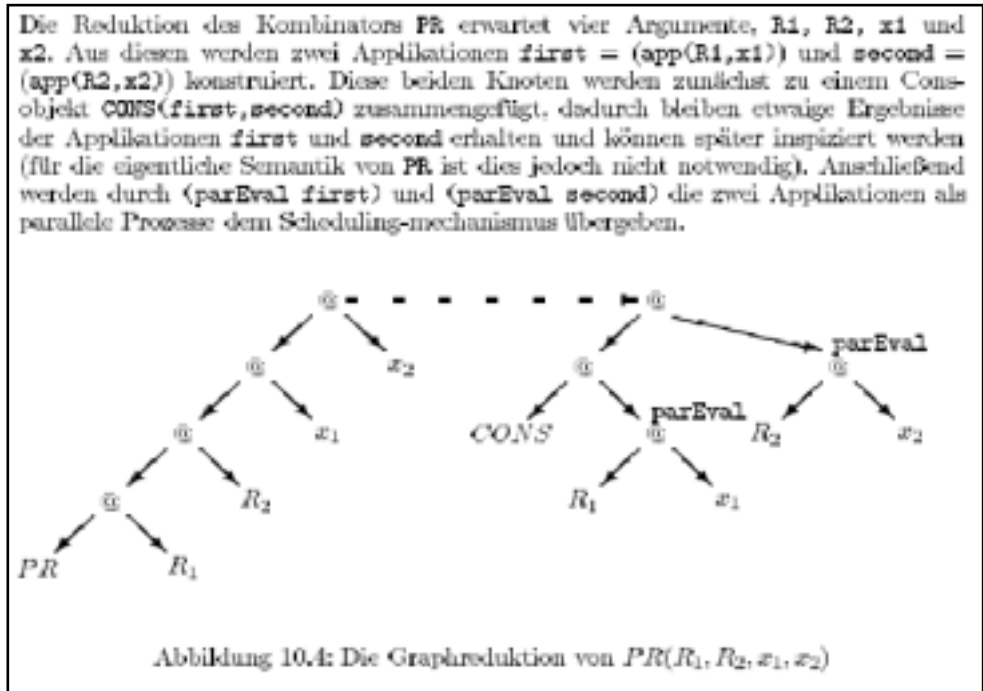 Die Reduktion des Kombinators PR erwartet vier Argumente, R1, R2, x1 und
x2. Aus diesen werden zwei Applikationen first = (app(R1,x1)) und second =
(app(R2,x2)) konstruiert. Diese beiden Knoten werden zunächst zu einem Cons-
objekt CONS(first,second) zusammengefügt, dadurch bleiben etwaige Ergebnisse
der Applikationen first und second erhalten und können später inspiziert werden
(für die eigentliche Semantik von PR ist dies jedoch nicht notwendig). Anschließend
werden durch (parEval first) und (parEval second) die zwei Applikationen als
parallele Prozesse dem Scheduling-mechanismus übergeben.
@ @
parEval
@ x₂ @ @
parEval
@ x₁ CONS @ R₂ x₂
@ R₂ R₁ x₁
PR R₁
Abbildung 10.4: Die Graphreduktion von PR(R₁, R₂, x₁, x₂)